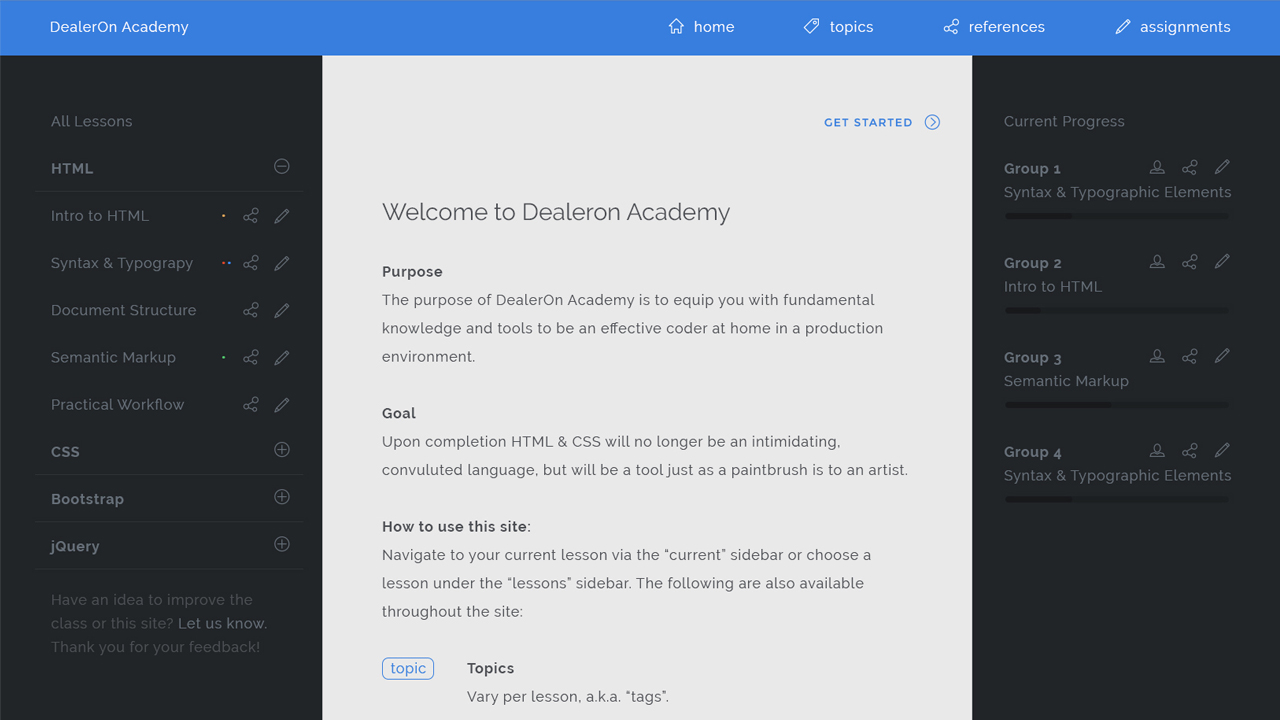 DealerOn Academy
home
topics
references
assignments
All Lessons
HTML
Intro to HTML
Syntax & Typograpy
Document Structure
Semantic Markup
Practical Workflow
CSS
Bootstrap
jQuery
Have an idea to improve the
class or this site? Let us know.
Thank you for your feedback!
GET STARTED
Welcome to Dealeron Academy
Purpose
The purpose of DealerOn Academy is to equip you with fundamental
knowledge and tools to be an effective coder at home in a production
environment.
Goal
Upon completion HTML & CSS will no longer be an intimidating,
convuluted language, but will be a tool just as a paintbrush is to an artist.
How to use this site:
Navigate to your current lesson via the “current” sidebar or choose a
lesson under the “lessons” sidebar. The following are also available
throughout the site:
topic
Topics
Vary per lesson, a.k.a. “tags”.
Current Progress
Group 1
Syntax & Typographic Elements
Group 2
Intro to HTML
Group 3
Semantic Markup
Group 4
Syntax & Typographic Elements